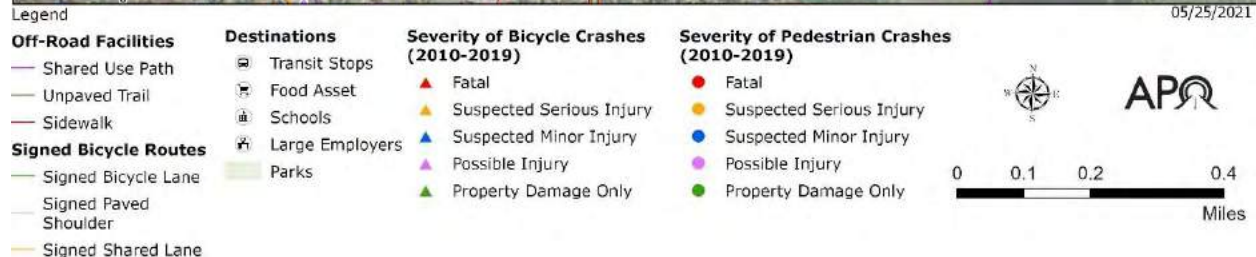 Legend
05/25/2021
Off-Road Facilities
Shared Use Path
Unpaved Trail
Sidewalk
Signed Bicycle Routes
Signed Bicycle Lane
Signed Paved
Shoulder
Signed Shared Lane
Destinations
Transit Stops
Food Asset
Schools
Large Employers
Parks
Severity of Bicycle Crashes
(2010-2019)
Fatal
Suspected Serious Injury
Suspected Minor Injury
Possible Injury
Property Damage Only
Severity of Pedestrian Crashes
(2010-2019)
Fatal
Suspected Serious Injury
Suspected Minor Injury
Possible Injury
Property Damage Only
N
W E
S
APO
0 0.1 0.2 0.4
Miles